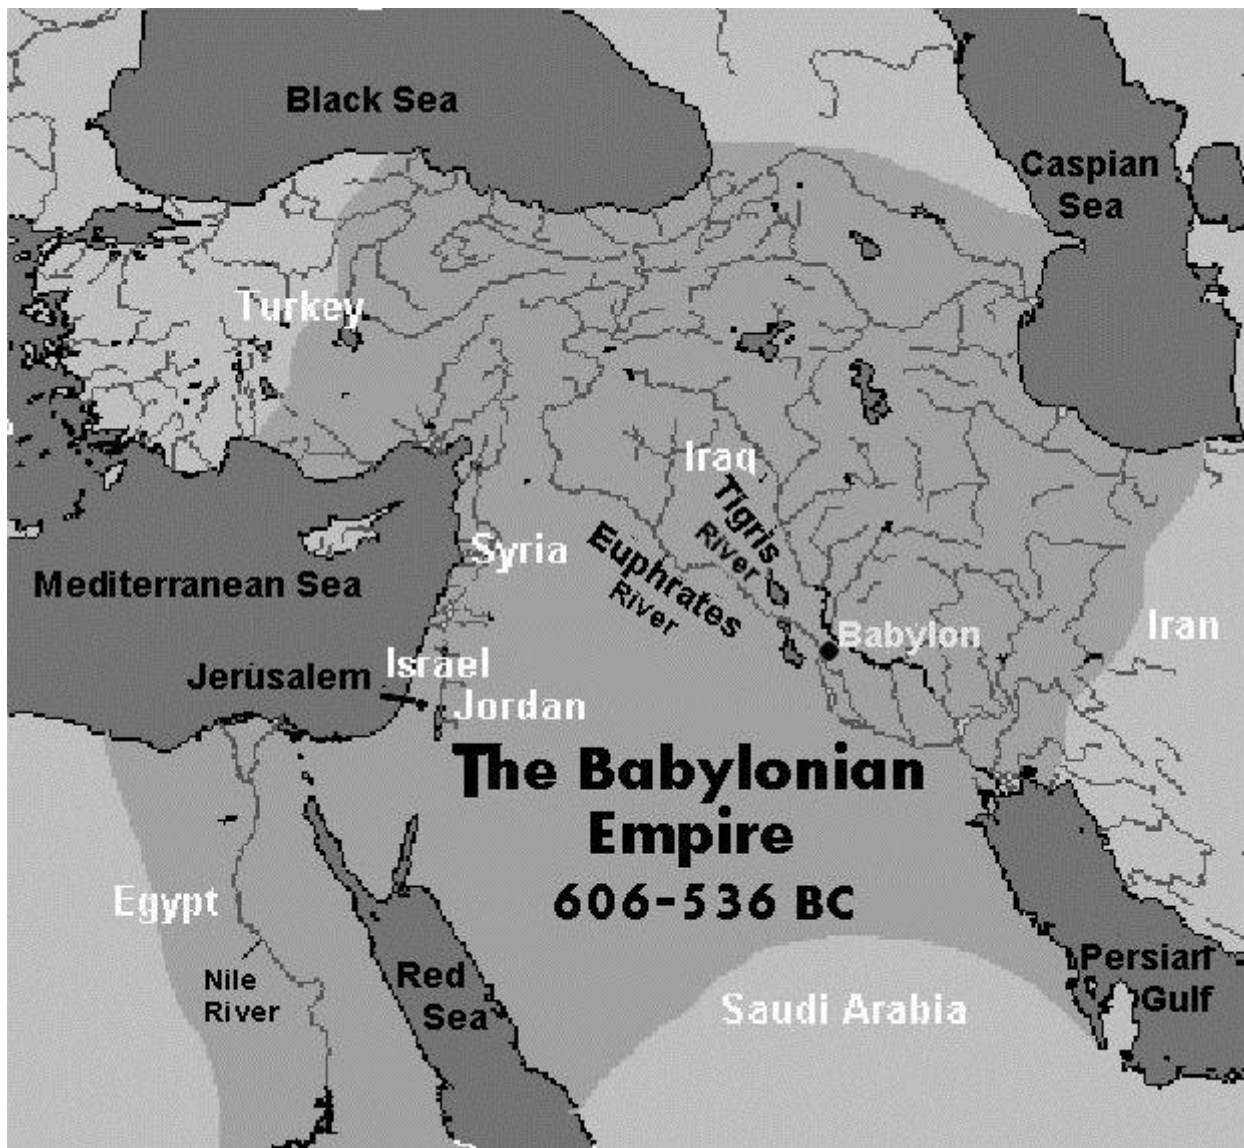 Black Sea
Caspian
Sea
Turkey
Iraq
Tigris
River
Euphrates
River
Syria
Mediterranean Sea
Babylon
Iran
Israel
Jerusalem
Jordan
The Babylonian
Empire
606-536 BC
Egypt
Nile
River
Red
Sea
Persian
Gulf
Saudi Arabia